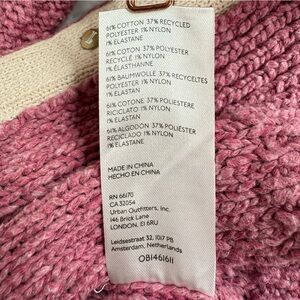 61% COTTON 37% RECYCLED
POLYESTER 1% NYLON
1% ELASTANE
61% COTON 37% POLYESTER
RECYCLÉ 1% NYLON
1% ÉLASTHANNE
61% BAUMWOLLE 37% RECYCELTES
POLYESTER 1% NYLON
1% ELASTAN
61% COTONE 37% POLIESTERE
RICICLATO 1% NYLON
1% ELASTAN
61% ALGODÓN 37% POLIÉSTER
RECICLADO 1% NYLON
1% ELASTANE
MADE IN CHINA
HECHO EN CHINA
RN 66170
CA 32054
Urban Outfitters, Inc.
146 Brick Lane
LONDON. E1 6RU
Leidsestraat 32, 1017 PB
Amsterdam, Netherlands
OB1461611